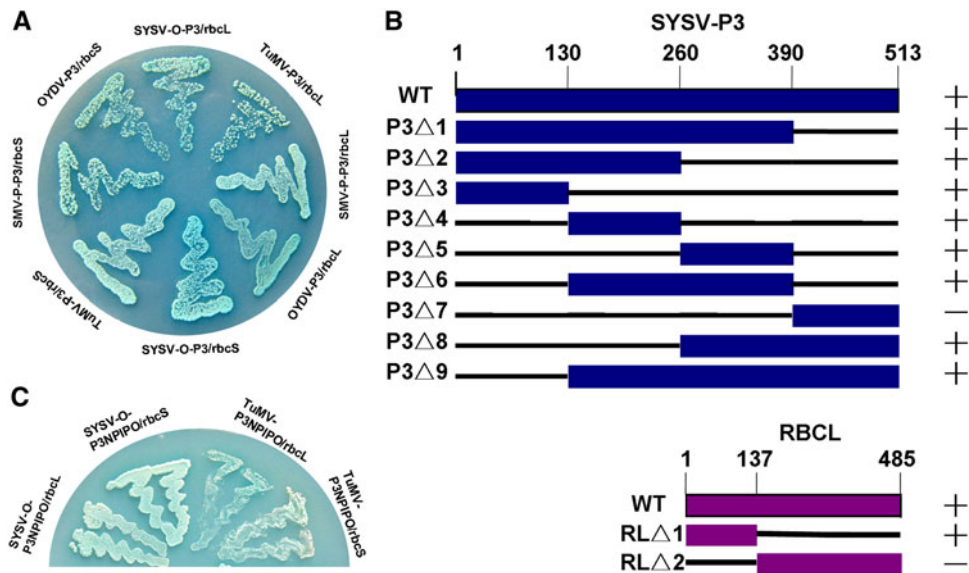 A
SYSV-O-P3/rbcL
TuMV-P3/rbcL
SMV-P-P3/rbcL
OYDV-P3/rbcL
SYSV-O-P3/rbcS
TuMV-P3/rbcS
SMV-P-P3/rbcS
OYDV-P3/rbcS
B
SYSV-P3
1 130 260 390 513
WT +
P3△1 +
P3△2 +
P3△3 +
P3△4 +
P3△5 +
P3△6 +
P3△7 —
P3△8 +
P3△9 +
RBCL
1 137 485
WT +
RL△1 +
RL△2 —
C
SYSV-O-
P3NPIPO/rbcL
SYSV-O-
P3NPIPO/rbcS
TuMV-
P3NPIPO/rbcL
TuMV-
P3NPIPO/rbcS